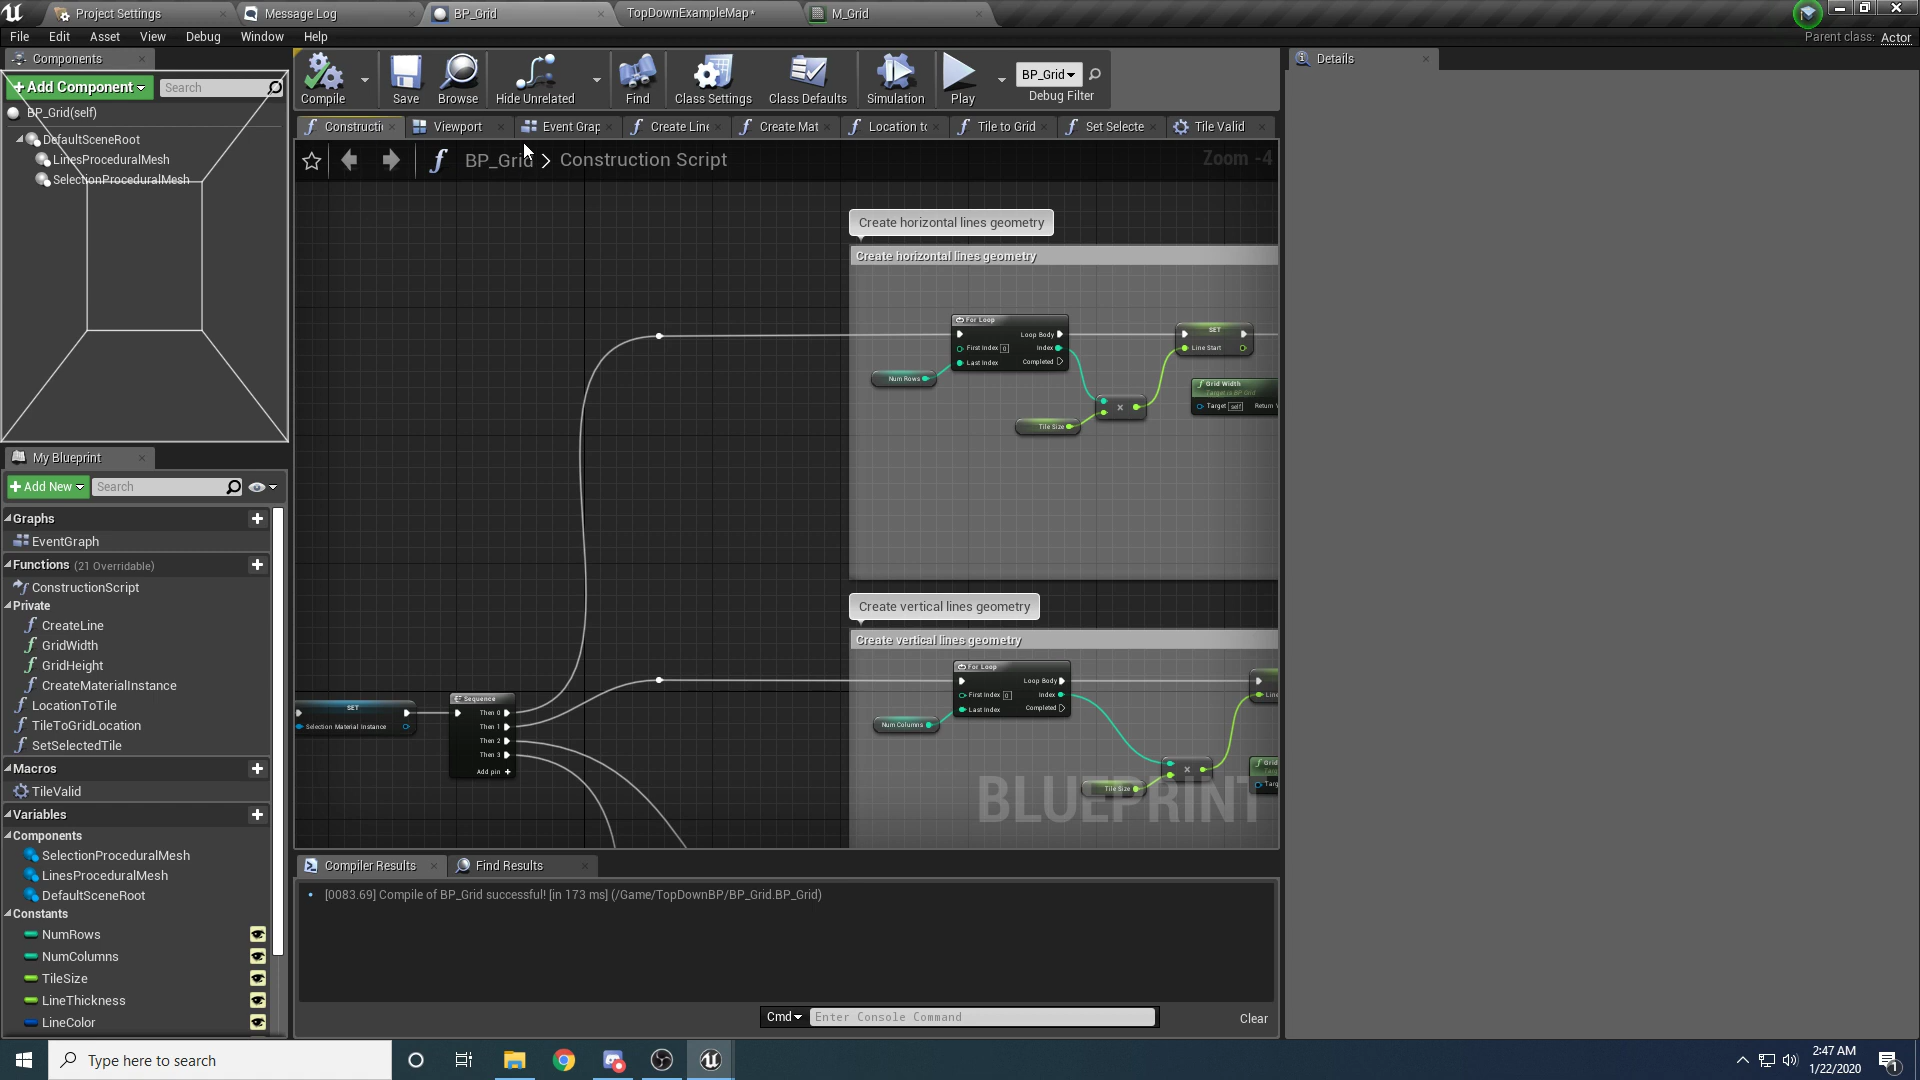 Project Settings
Message Log
BP_Grid
TopDownExampleMap*
M_Grid
File Edit Asset View Debug Window Help
Parent class: Actor
Components
+Add Component
Search
BP_Grid(self)
DefaultSceneRoot
LinesProceduralMesh
SelectionProceduralMesh
Compile
Save
Browse
Hide Unrelated
Find
Class Settings
Class Defaults
Simulation
Play
BP_Grid
Debug Filter
Details
Constructi
Viewport
Event Grap
Create Line
Create Mat
Location to
Tile to Grid
Set Selecte
Tile Valid
BP_Grid > Construction Script
Zoom -4
Create horizontal lines geometry
Create horizontal lines geometry
For Loop
Loop Body
First Index 0
Index
Last Index
Completed
Num Rows
Tile Size
SET
Line Start
Grid Width
Target is BP Grid
Target self
Return
Create vertical lines geometry
Create vertical lines geometry
For Loop
Loop Body
First Index 0
Index
Last Index
Completed
Num Columns
Tile Size
SET
Selection Material Instance
Sequence
Then 0
Then 1
Then 2
Then 3
Add pin +
BLUEPRINT
My Blueprint
+Add New
Search
Graphs
EventGraph
Functions (21 Overridable)
ConstructionScript
Private
CreateLine
GridWidth
GridHeight
CreateMaterialInstance
LocationToTile
TileToGridLocation
SetSelectedTile
Macros
TileValid
Variables
Components
SelectionProceduralMesh
LinesProceduralMesh
DefaultSceneRoot
Constants
NumRows
NumColumns
TileSize
LineThickness
LineColor
Compiler Results
Find Results
[0083.69] Compile of BP_Grid successful! [in 173 ms] (/Game/TopDownBP/BP_Grid.BP_Grid)
Cmd
Enter Console Command
Clear
Type here to search
2:47 AM
1/22/2020
1